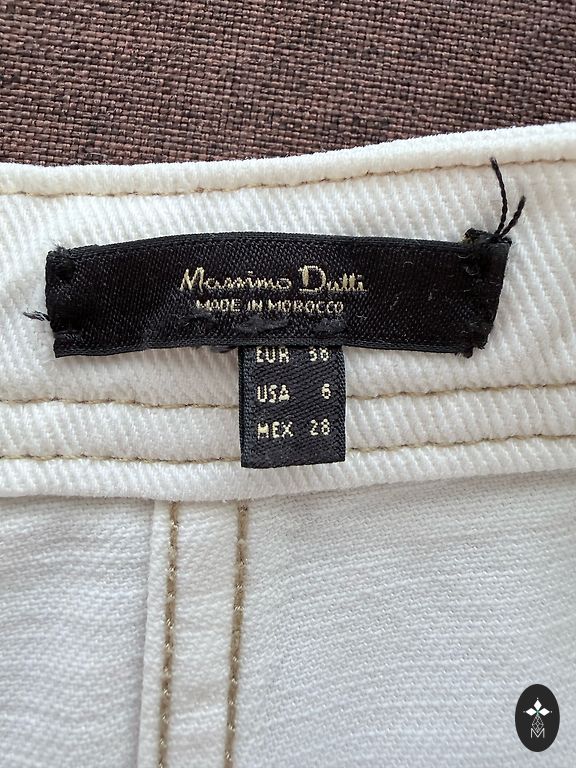 Massimo Dutti
MADE IN MOROCCO
EUR 38
USA 6
MEX 28
M